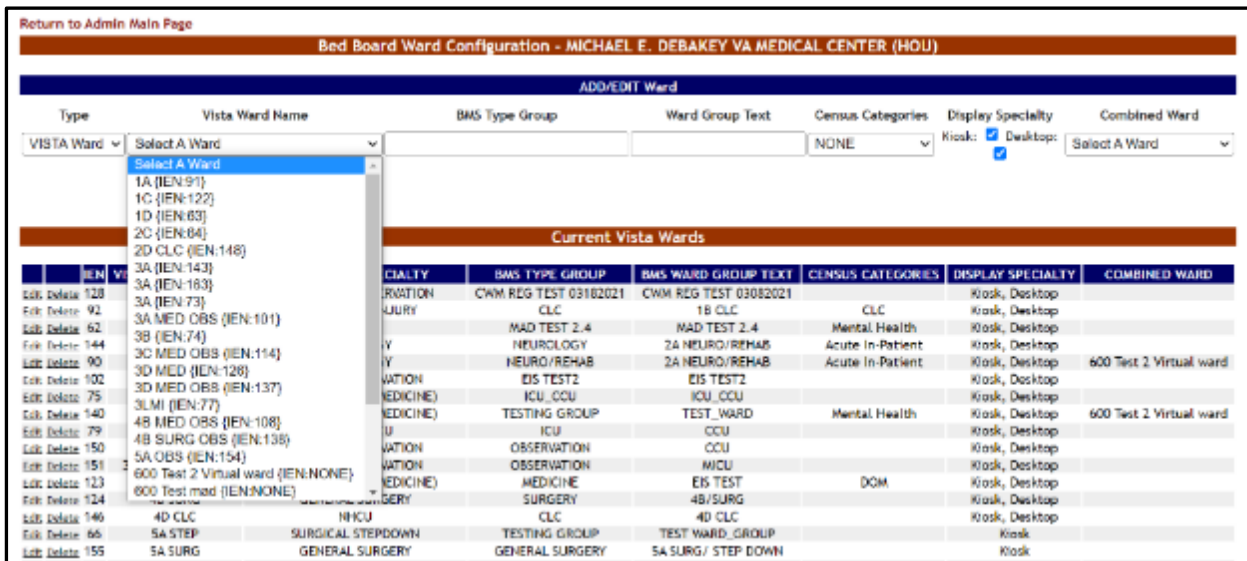 Return to Admin Main Page
Bed Board Ward Configuration - MICHAEL E. DEBAKEY VA MEDICAL CENTER (HOU)
ADD/EDIT Ward
Type Vista Ward Name BMS Type Group Ward Group Text Census Categories Display Specialty Combined Ward
VISTA Ward Select A Ward NONE Kiosk: Desktop: Select A Ward
Select A Ward
1A {IEN:91}
1C {IEN:122}
1D {IEN:63}
2C {IEN:64}
2D CLC {IEN:148}
3A {IEN:143}
3A {IEN:163}
3A {IEN:73}
3A MED OBS {IEN:101}
3B {IEN:74}
3C MED OBS {IEN:114}
3D MED {IEN:126}
3D MED OBS {IEN:137}
3LMI {IEN:77}
4B MED OBS {IEN:108}
4B SURG OBS {IEN:138}
5A OBS {IEN:154}
600 Test 2 Virtual ward {IEN:NONE}
600 Test mad {IEN:NONE}
Current Vista Wards
IEN VI CIALTY BMS TYPE GROUP BMS WARD GROUP TEXT CENSUS CATEGORIES DISPLAY SPECIALTY COMBINED WARD
Edit Delete 128 RVATION CWM REG TEST 03182021 CWM REG TEST 03082021 Kiosk, Desktop
Edit Delete 92 JURY CLC 1B CLC CLC Kiosk, Desktop
Edit Delete 62 MAD TEST 2.4 MAD TEST 2.4 Mental Health Kiosk, Desktop
Edit Delete 144 Y NEUROLOGY 2A NEURO/REHAB Acute In-Patient Kiosk, Desktop
Edit Delete 90 Y NEURO/REHAB 2A NEURO/REHAB Acute In-Patient Kiosk, Desktop 600 Test 2 Virtual ward
Edit Delete 102 VATION EIS TEST2 EIS TEST2 Kiosk, Desktop
Edit Delete 75 EDICINE) ICU_CCU ICU_CCU Kiosk, Desktop
Edit Delete 140 EDICINE) TESTING GROUP TEST_WARD Mental Health Kiosk, Desktop 600 Test 2 Virtual ward
Edit Delete 79 U ICU CCU Kiosk, Desktop
Edit Delete 150 VATION OBSERVATION CCU Kiosk, Desktop
Edit Delete 151 3 VATION OBSERVATION MICU Kiosk, Desktop
Edit Delete 123 EDICINE) MEDICINE EIS TEST DOM Kiosk, Desktop
Edit Delete 124 4B SURG GENERAL SURGERY SURGERY 4B/SURG Kiosk, Desktop
Edit Delete 146 4D CLC NHCU CLC 4D CLC Kiosk, Desktop
Edit Delete 66 5A STEP SURGICAL STEPDOWN TESTING GROUP TEST WARD_GROUP Kiosk
Edit Delete 155 5A SURG GENERAL SURGERY GENERAL SURGERY 5A SURG/ STEP DOWN Kiosk